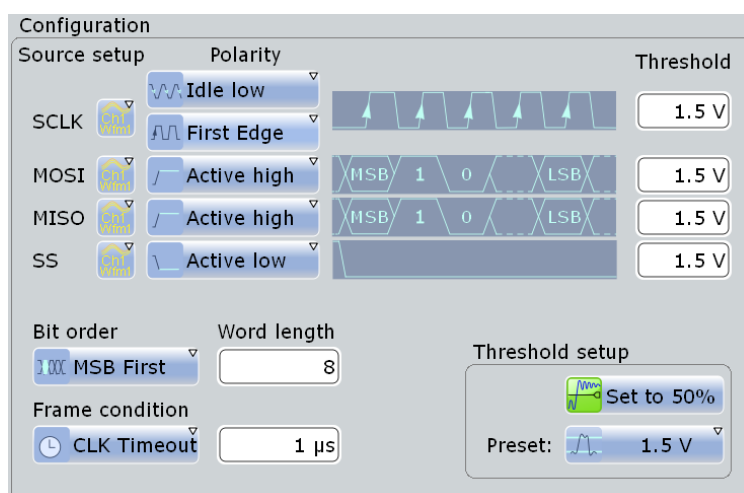 Configuration
Source setup Polarity Threshold
Idle low
SCLK Ch1 Wfm1 First Edge 1.5 V
MOSI Ch1 Wfm1 Active high MSB 1 0 LSB 1.5 V
MISO Ch1 Wfm1 Active high MSB 1 0 LSB 1.5 V
SS Ch1 Wfm1 Active low 1.5 V
Bit order Word length
MSB First 8
Threshold setup
Set to 50%
Frame condition
CLK Timeout 1 µs
Preset: 1.5 V